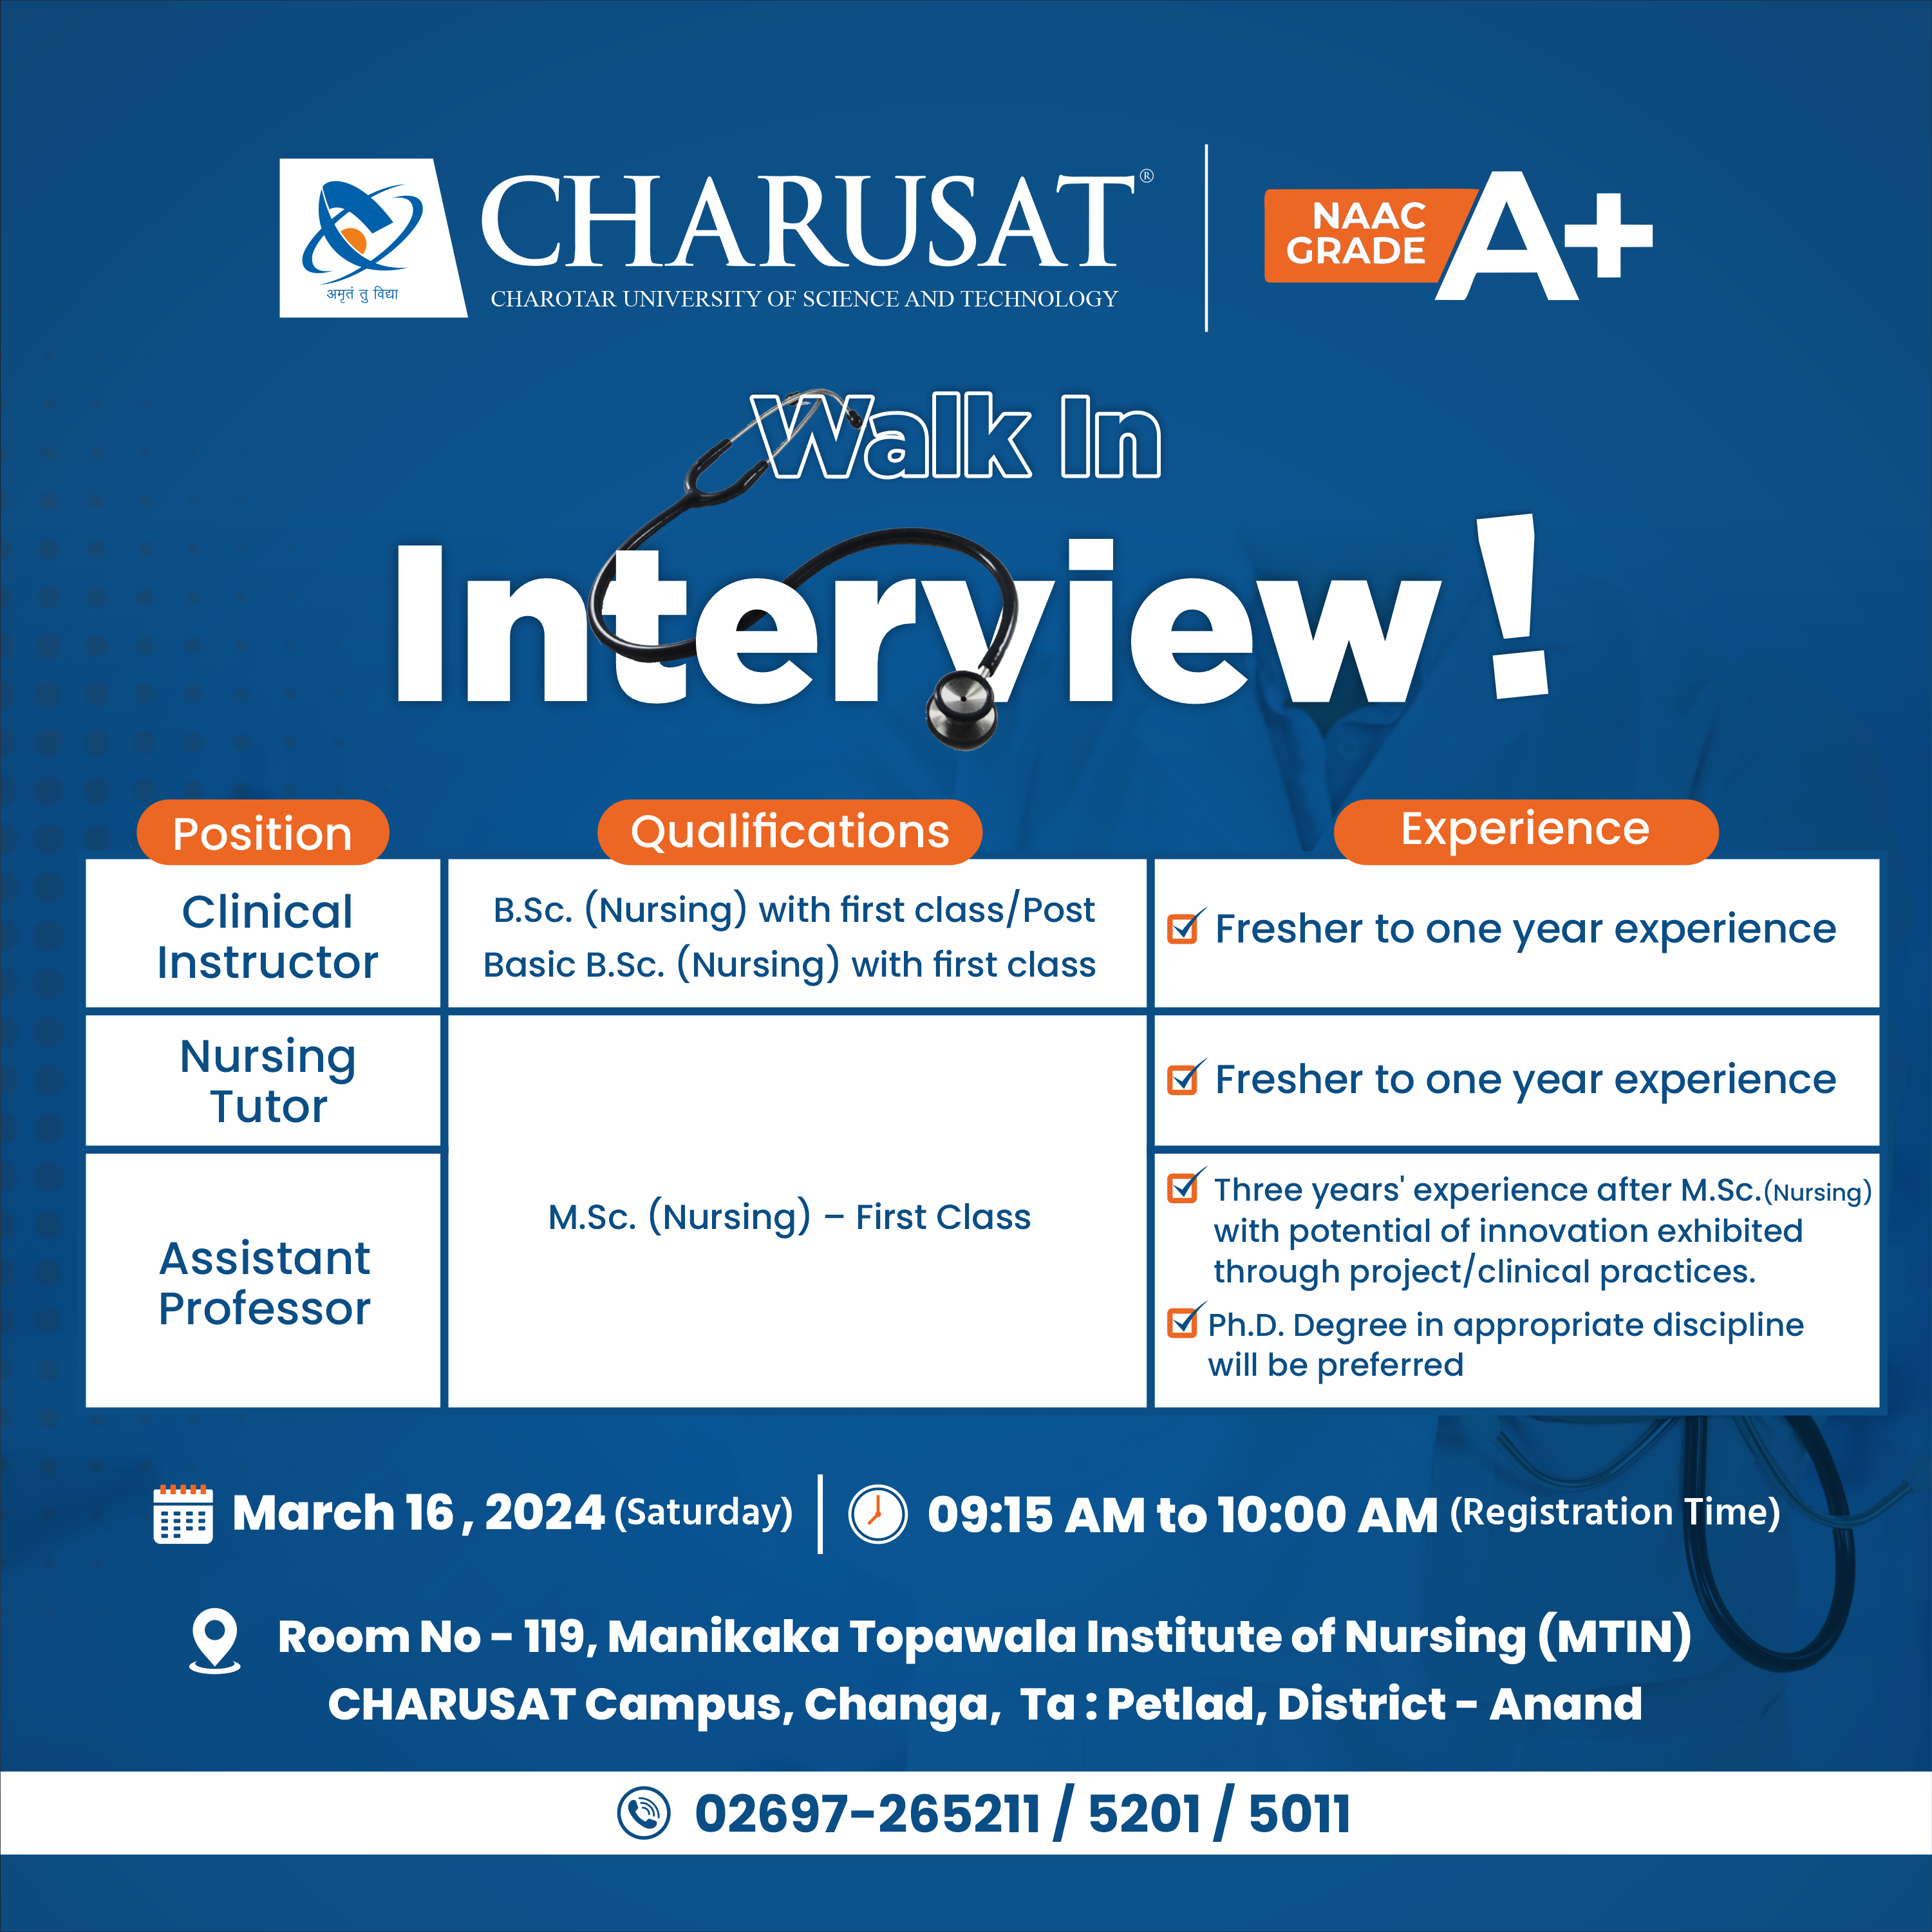 CHARUSAT®
CHAROTAR UNIVERSITY OF SCIENCE AND TECHNOLOGY
अमृतं तु विद्या
NAAC
GRADE
A+
Walk In
Interview!
Position
Qualifications
Experience
Clinical
Instructor
B.Sc. (Nursing) with first class/Post
Basic B.Sc. (Nursing) with first class
Fresher to one year experience
Nursing
Tutor
Fresher to one year experience
M.Sc. (Nursing) – First Class
Assistant
Professor
Three years' experience after M.Sc.(Nursing)
with potential of innovation exhibited
through project/clinical practices.
Ph.D. Degree in appropriate discipline
will be preferred
March 16, 2024 (Saturday)
09:15 AM to 10:00 AM (Registration Time)
Room No - 119, Manikaka Topawala Institute of Nursing (MTIN)
CHARUSAT Campus, Changa, Ta : Petlad, District - Anand
02697-265211 / 5201 / 5011